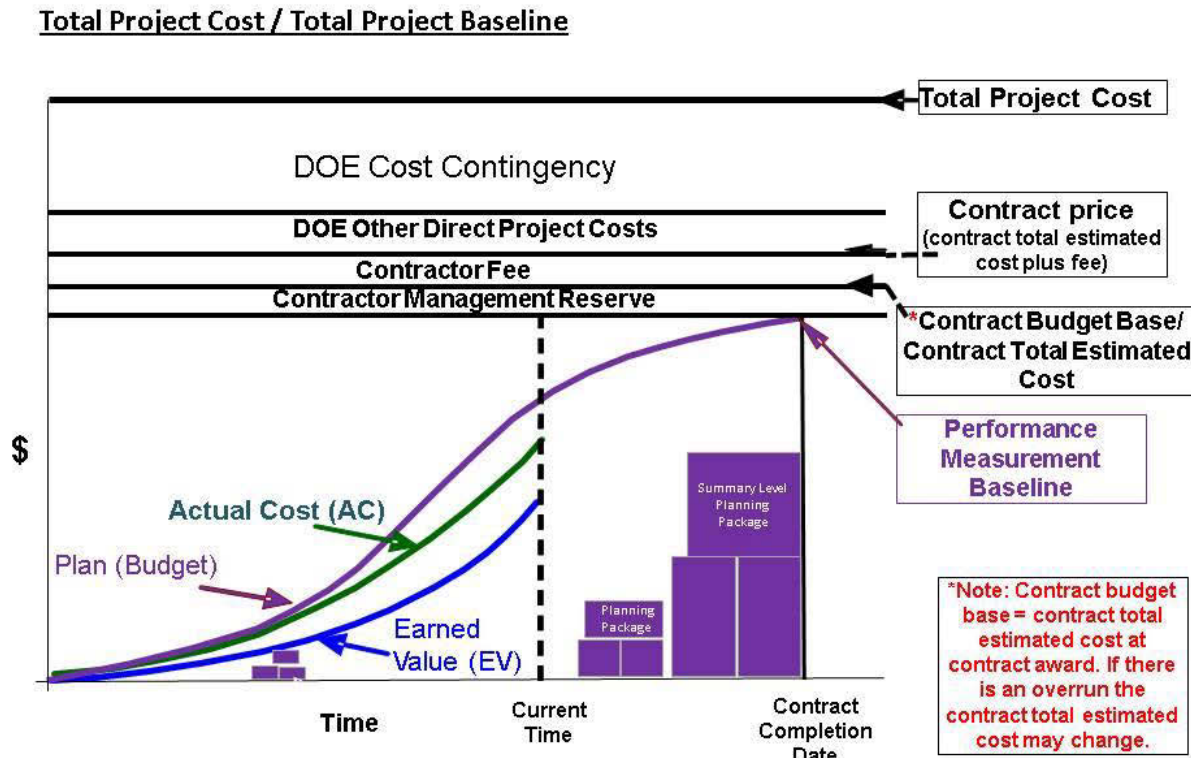 Total Project Cost / Total Project Baseline
Total Project Cost
DOE Cost Contingency
DOE Other Direct Project Costs
Contract price
(contract total estimated
cost plus fee)
Contractor Fee
Contractor Management Reserve
*Contract Budget Base/
Contract Total Estimated
Cost
Performance
Measurement
Baseline
$
Summary Level
Planning
Package
Actual Cost (AC)
Plan (Budget)
Planning
Package
Earned
Value (EV)
*Note: Contract budget
base = contract total
estimated cost at
contract award. If there
is an overrun the
contract total estimated
cost may change.
Time
Current
Time
Contract
Completion
Date